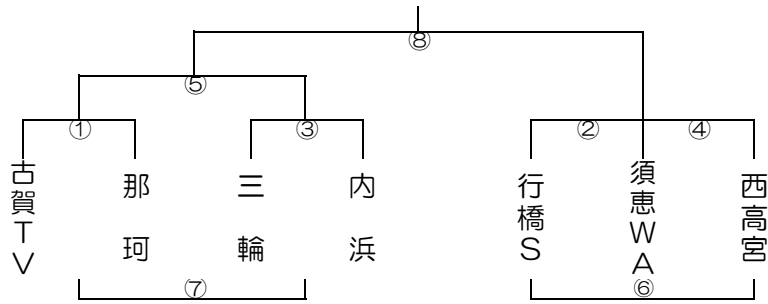 ⑧
⑤
① ③ ② ④
古賀TV
那珂
三輪
内浜
行橋S
須恵WA
西高宮
⑦ ⑥